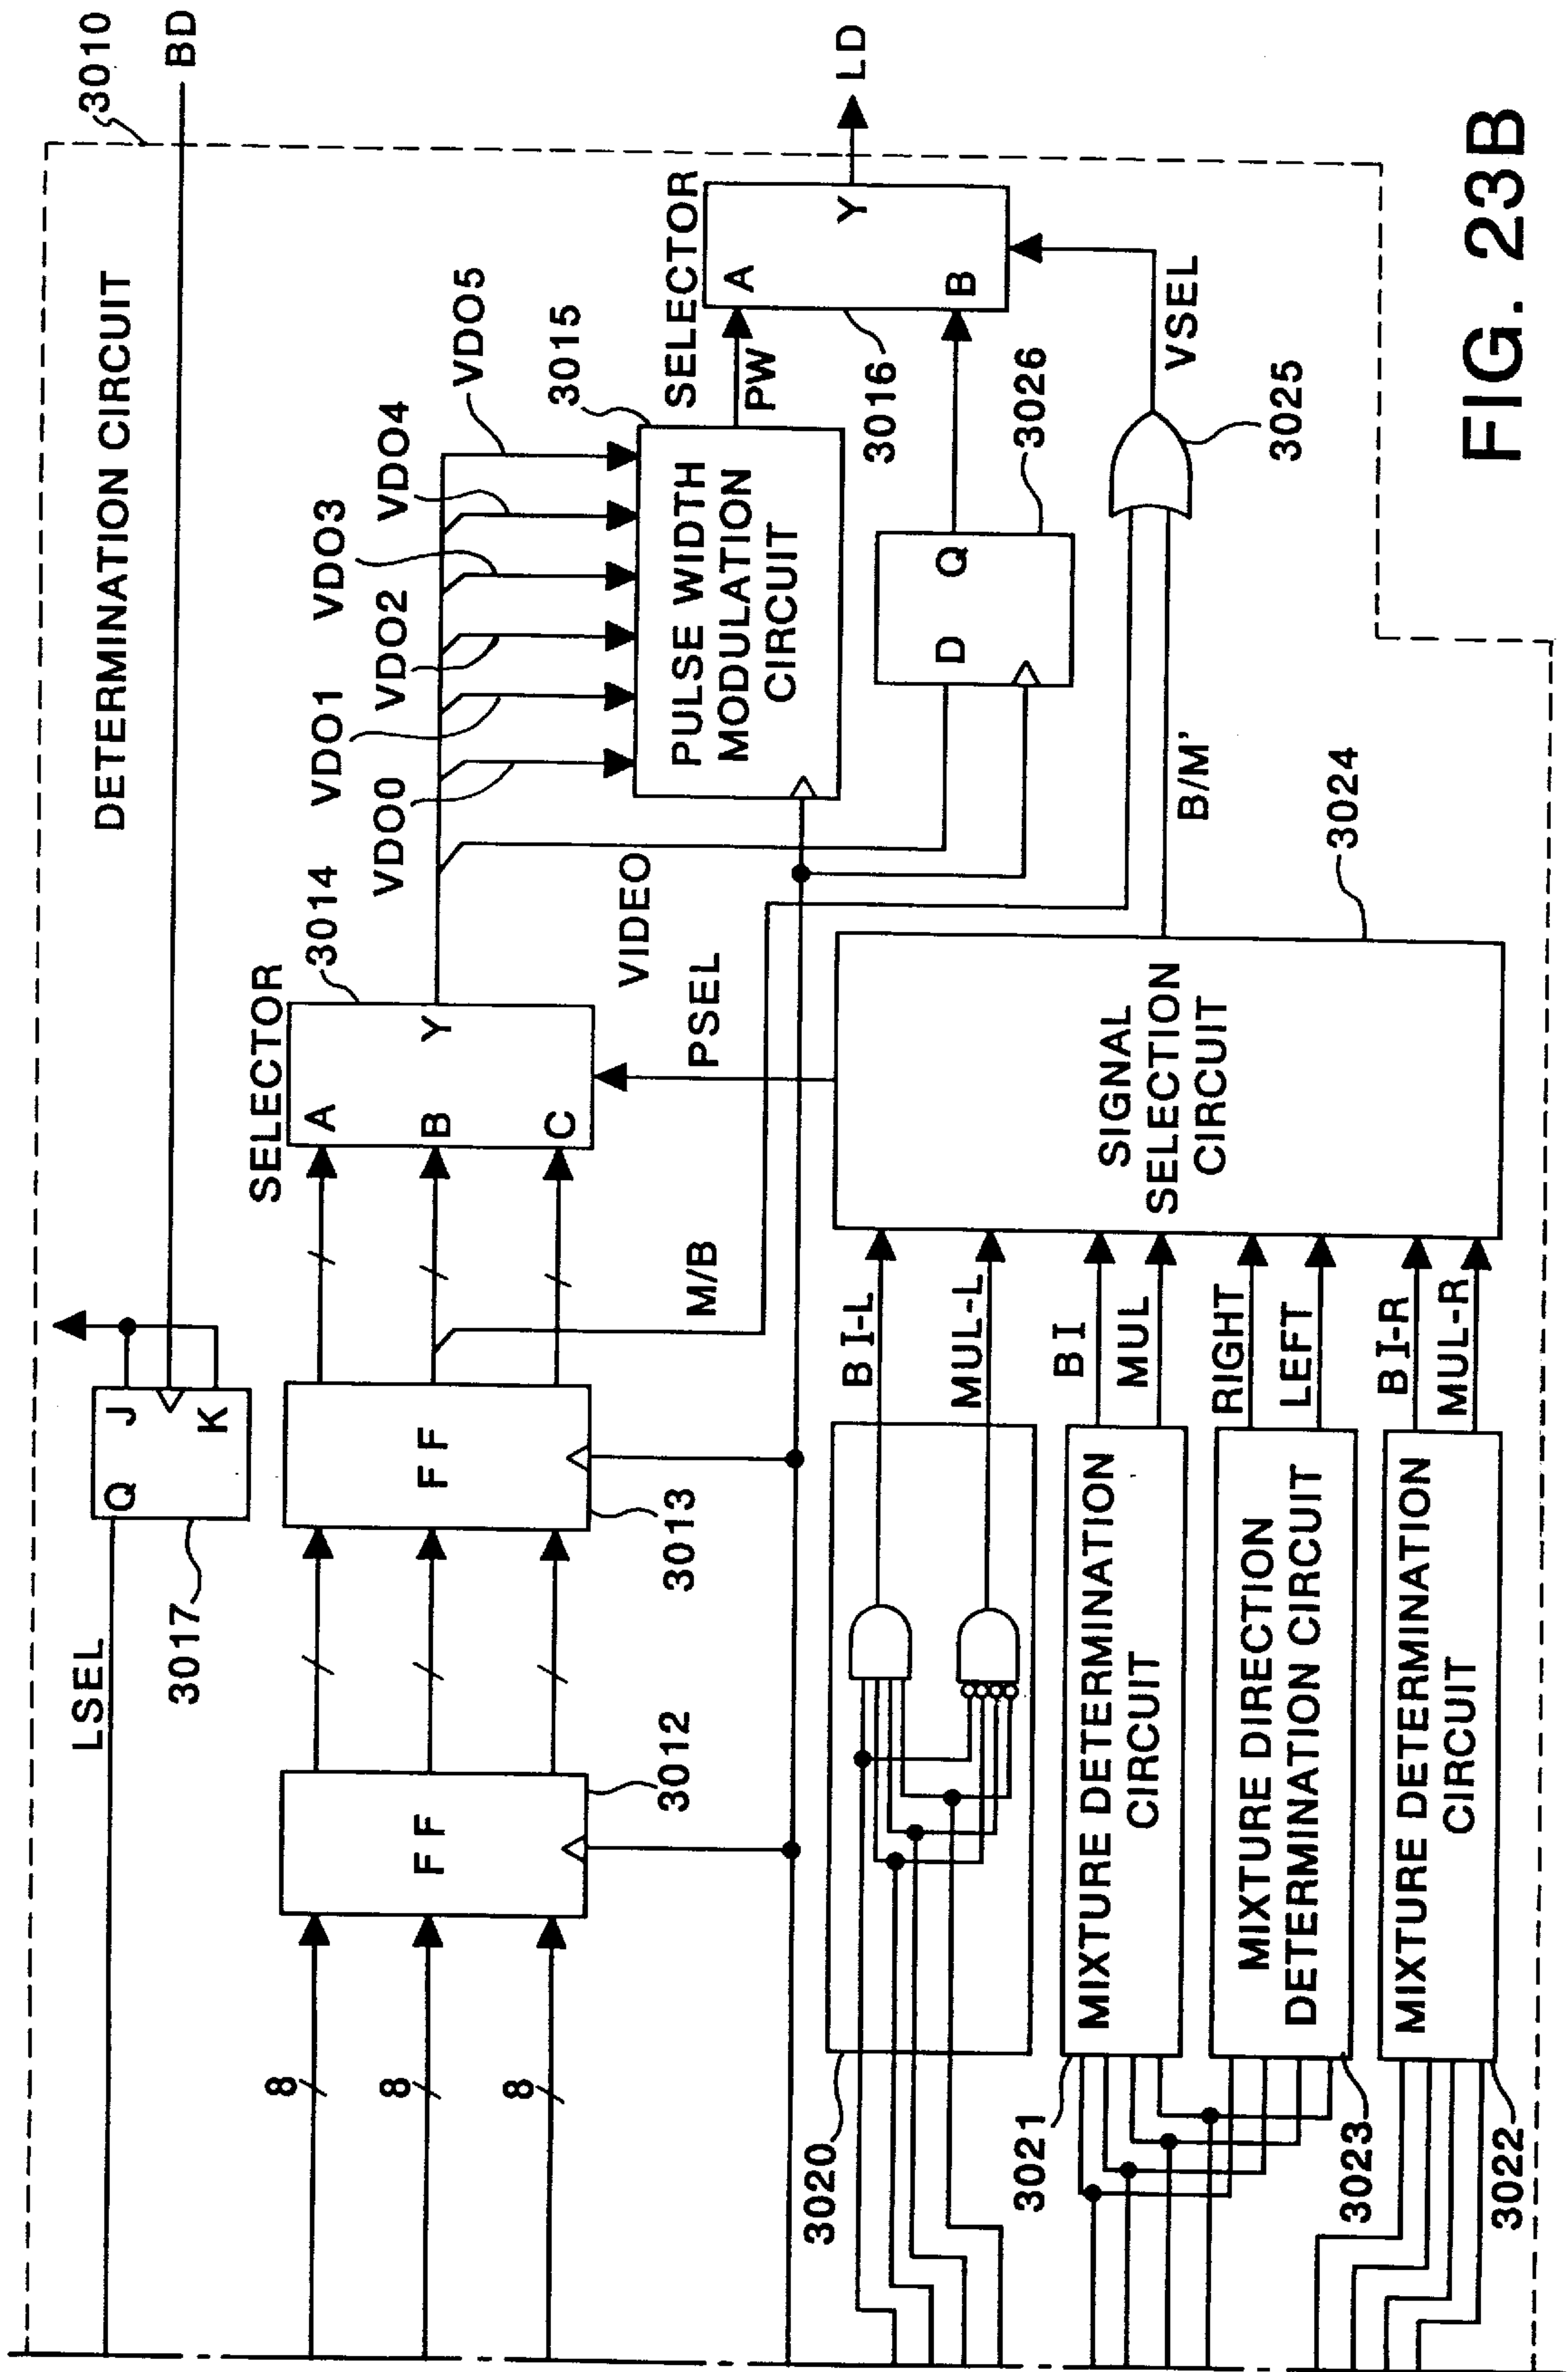 3010
BD
DETERMINATION CIRCUIT
LSEL
Q
J
K
3017
8
8
8
FF
3012
FF
3013
M/B
SELECTOR
3014
A
B
C
Y
PSEL
VIDEO
VDO0
VDO1
VDO2
VDO3
VDO4
VDO5
PULSE WIDTH
MODULATION
CIRCUIT
3015
PW
SELECTOR
A
B
Y
3016
LD
D
Q
3026
VSEL
3025
B/M'
3020
BI-L
MUL-L
3021
MIXTURE DETERMINATION
CIRCUIT
BI
MUL
3023
MIXTURE DIRECTION
DETERMINATION CIRCUIT
RIGHT
LEFT
3022
MIXTURE DETERMINATION
CIRCUIT
BI-R
MUL-R
SIGNAL
SELECTION
CIRCUIT
3024
FIG. 23B